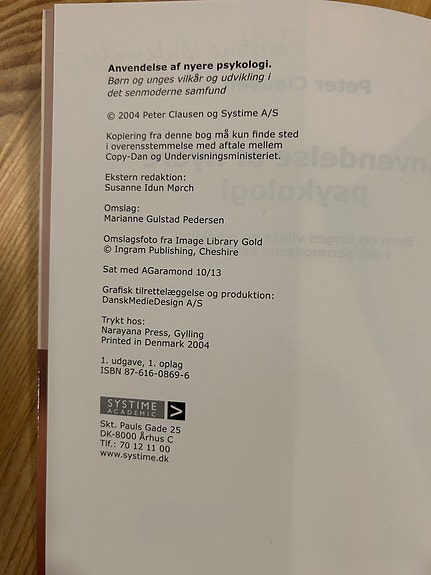 Anvendelse af nyere psykologi.
Børn og unges vilkår og udvikling i
det senmoderne samfund
© 2004 Peter Clausen og Systime A/S
Kopiering fra denne bog må kun finde sted
i overensstemmelse med aftale mellem
Copy-Dan og Undervisningsministeriet.
Ekstern redaktion:
Susanne Idun Mørch
Omslag:
Marianne Gulstad Pedersen
Omslagsfoto fra Image Library Gold
© Ingram Publishing, Cheshire
Sat med AGaramond 10/13
Grafisk tilrettelæggelse og produktion:
DanskMedieDesign A/S
Trykt hos:
Narayana Press, Gylling
Printed in Denmark 2004
1. udgave, 1. oplag
ISBN 87-616-0869-6
SYSTIME
ACADEMIC
Skt. Pauls Gade 25
DK-8000 Århus C
Tlf.: 70 12 11 00
www.systime.dk